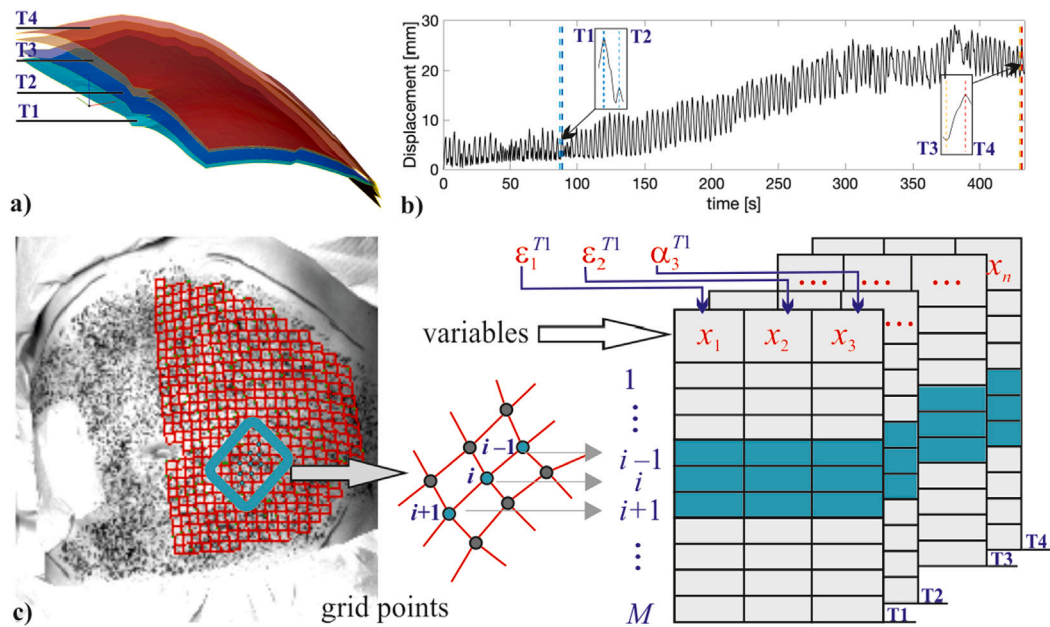 T4
T3
T2
T1
a)
Displacement [mm]
30
20
10
0
T1
T2
T3
T4
0
50
100
150
200
250
300
350
400
time [s]
b)
ε₁ᵀ¹ ε₂ᵀ¹ α₃ᵀ¹
variables
x₁ x₂ x₃
...
... ...
... xₙ
1
...
i–1
i
i+1
...
M
i–1
i
i+1
T1
T2
T3
T4
c)
grid points